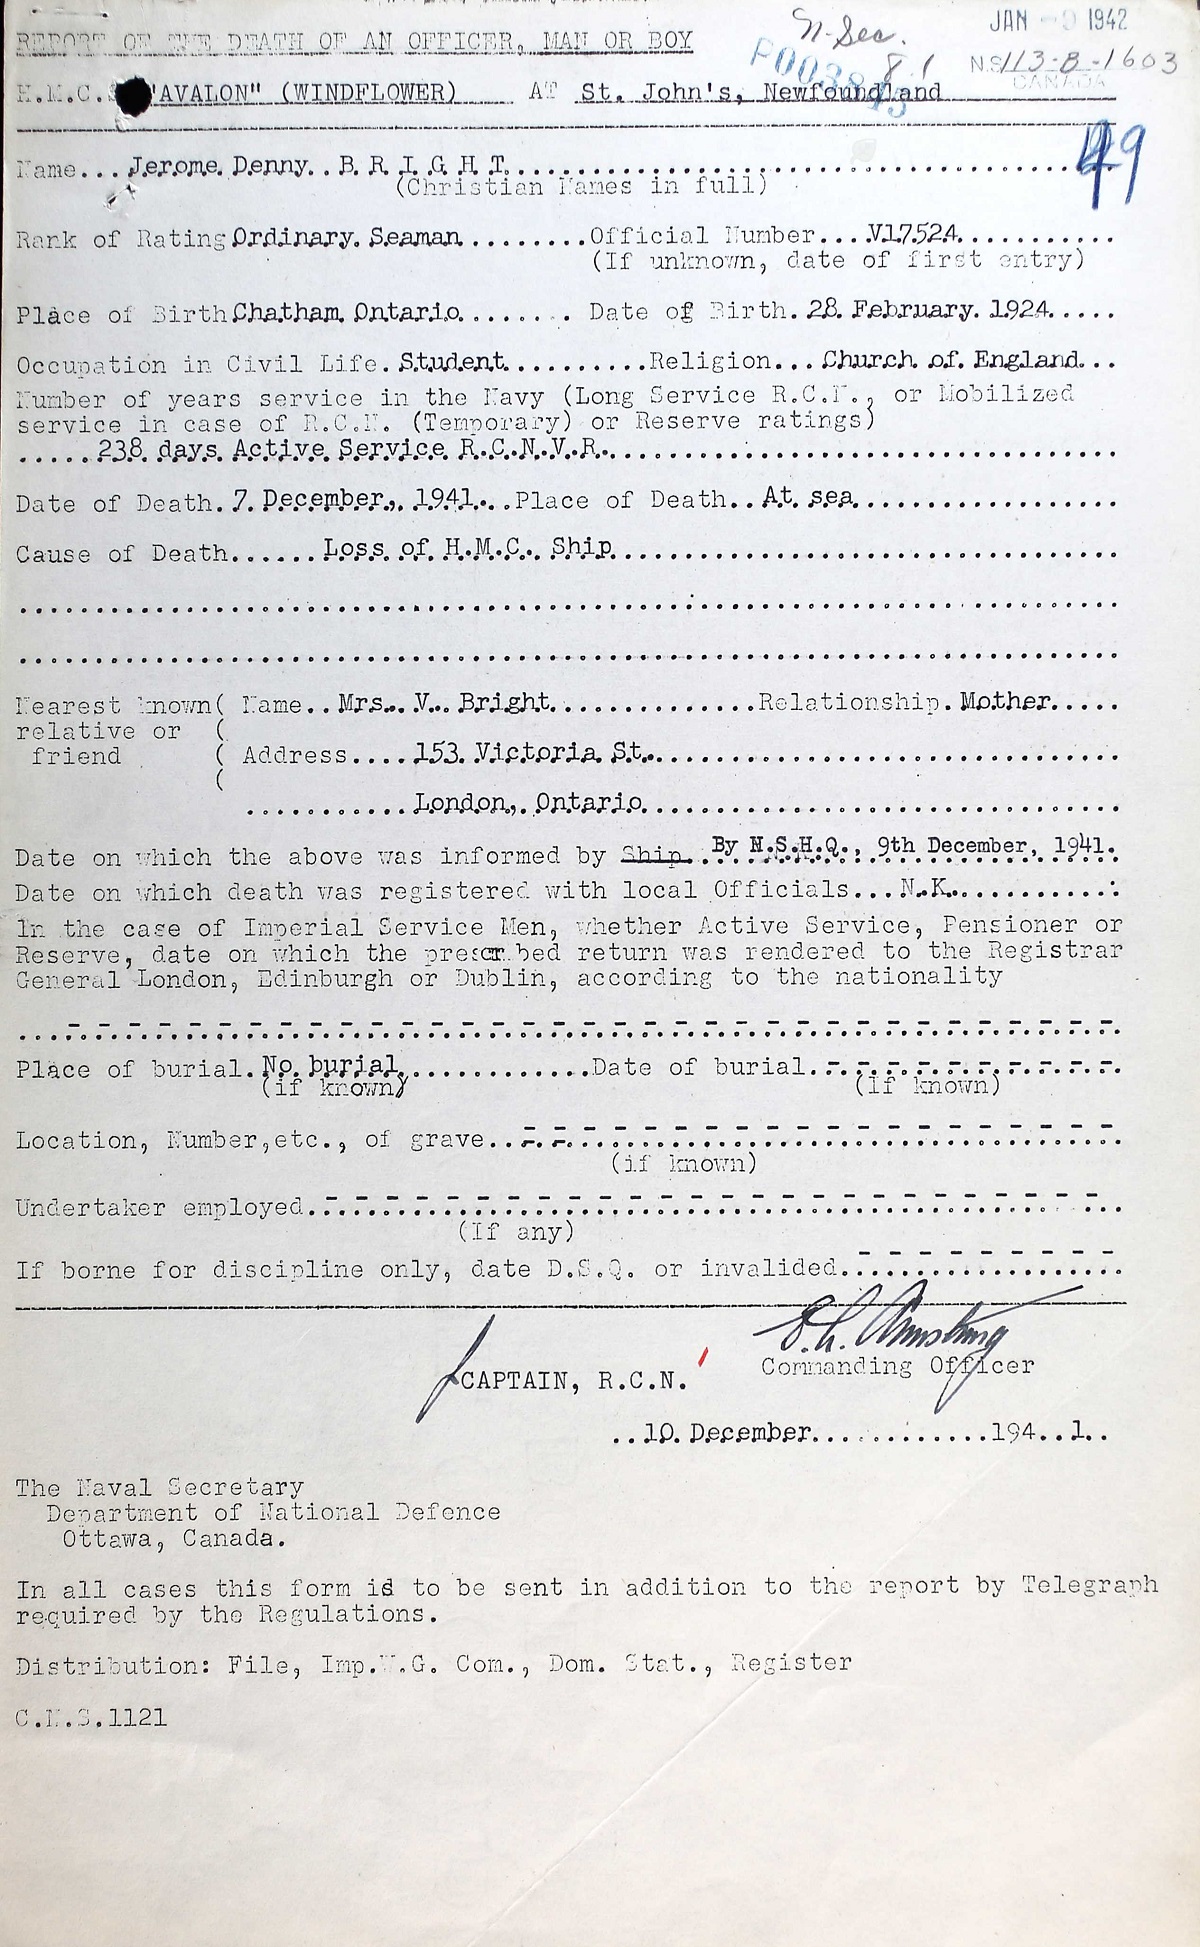 N. Sec. JAN -9 1942
8.1 N.S. 113-B-1603
CANADA
REPORT OF THE DEATH OF AN OFFICER, MAN OR BOY
H.M.C.S. "AVALON" (WINDFLOWER) AT St. John's, Newfoundland
49
Name... Jerome Denny B R I G H T
(Christian Names in full)
Rank of Rating Ordinary Seaman.........Official Number... V17524...........
(If unknown, date of first entry)
Place of Birth Chatham Ontario........ Date of Birth. 28 February 1924.....
Occupation in Civil Life. Student..........Religion... Church of England...
Number of years service in the Navy (Long Service R.C.N., or Mobilized
service in case of R.C.N. (Temporary) or Reserve ratings)
.....238 days Active Service R.C.N.V.R...................................
Date of Death. 7 December, 1941...Place of Death.. At sea.................
Cause of Death......Loss of H.M.C. Ship.................................
Nearest known ( Name.. Mrs. V. Bright..............Relationship. Mother.....
relative or (
friend ( Address.... 153 Victoria St...............................
(
...........London, Ontario...............................
Date on which the above was informed by Ship. By N.S.H.Q., 9th December, 1941.
Date on which death was registered with local Officials...N.K...........
In the case of Imperial Service Men, whether Active Service, Pensioner or
Reserve, date on which the prescribed return was rendered to the Registrar
General London, Edinburgh or Dublin, according to the nationality
Place of burial. No burial.............Date of burial..................
(if known) (if known)
Location, Number,etc., of grave........................................
(if known)
Undertaker employed....................................................
(If any)
If borne for discipline only, date D.S.Q. or invalided..................
CAPTAIN, R.C.N. Commanding Officer
..10 December............194..1..
The Naval Secretary
Department of National Defence
Ottawa, Canada.
In all cases this form is to be sent in addition to the report by Telegraph
required by the Regulations.
Distribution: File, Imp.W.G. Com., Dom. Stat., Register
C.N.S.1121